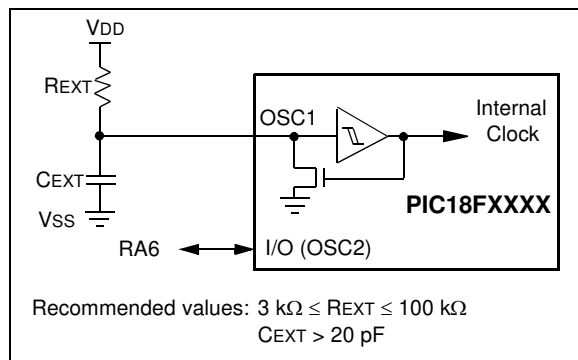 VDD
REXT
OSC1
Internal
Clock
CEXT
PIC18FXXXX
VSS
RA6
I/O (OSC2)
Recommended values: 3 kΩ ≤ REXT ≤ 100 kΩ
CEXT > 20 pF